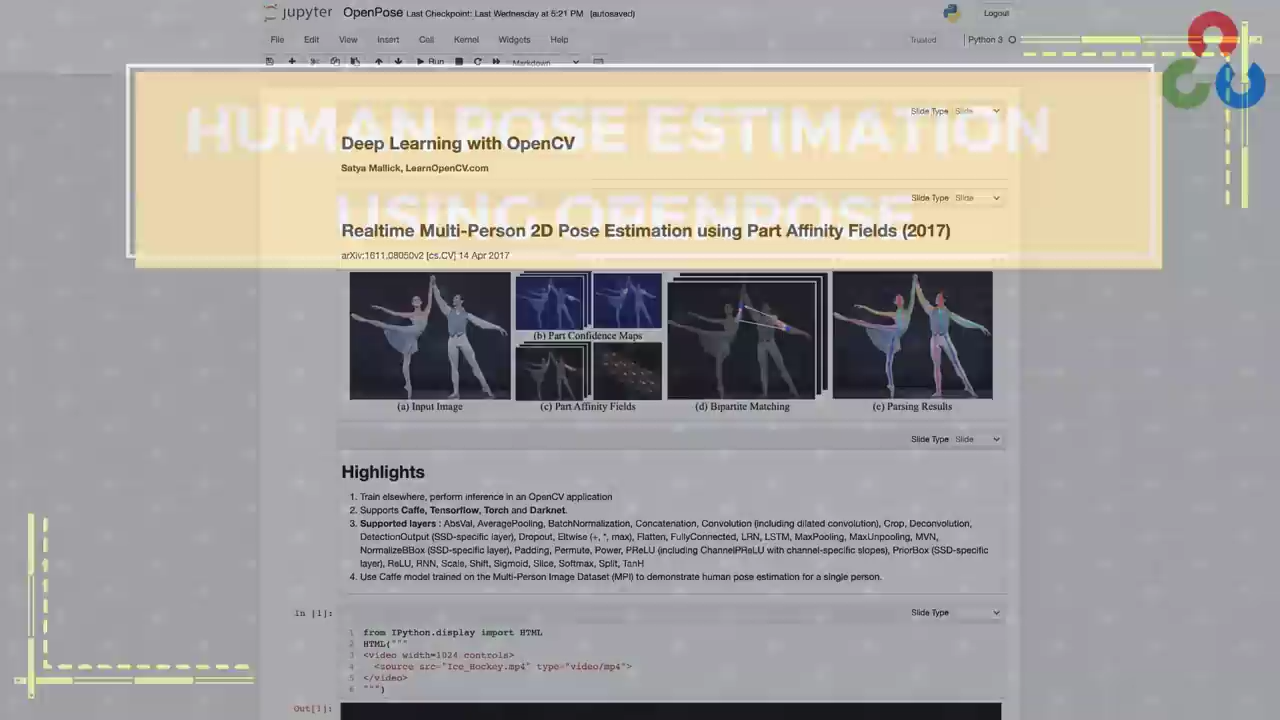 jupyter OpenPose Last Checkpoint: Last Wednesday at 5:21 PM (autosaved)
Logout
File Edit View Insert Cell Kernel Widgets Help
Trusted
Python 3
Run
Markdown
HUMAN POSE ESTIMATION
USING OPENPOSE
Slide Type Slide
Deep Learning with OpenCV
Satya Mallick, LearnOpenCV.com
Slide Type Slide
Realtime Multi-Person 2D Pose Estimation using Part Affinity Fields (2017)
arXiv:1611.08050v2 [cs.CV] 14 Apr 2017
(b) Part Confidence Maps
(a) Input Image
(c) Part Affinity Fields
(d) Bipartite Matching
(e) Parsing Results
Slide Type Slide
Highlights
1. Train elsewhere, perform inference in an OpenCV application
2. Supports Caffe, Tensorflow, Torch and Darknet.
3. Supported layers : AbsVal, AveragePooling, BatchNormalization, Concatenation, Convolution (including dilated convolution), Crop, Deconvolution,
DetectionOutput (SSD-specific layer), Dropout, Eltwise (+, *, max), Flatten, FullyConnected, LRN, LSTM, MaxPooling, MaxUnpooling, MVN,
NormalizeBBox (SSD-specific layer), Padding, Permute, Power, PReLU (including ChannelPReLU with channel-specific slopes), PriorBox (SSD-specific
layer), ReLU, RNN, Scale, Shift, Sigmoid, Slice, Softmax, Split, TanH
4. Use Caffe model trained on the Multi-Person Image Dataset (MPI) to demonstrate human pose estimation for a single person.
In [1]:
Slide Type
1 from IPython.display import HTML
2 HTML("""
3 <video width=1024 controls>
4 <source src="Ice_Hockey.mp4" type="video/mp4">
5 </video>
6 """)
Out[1]: